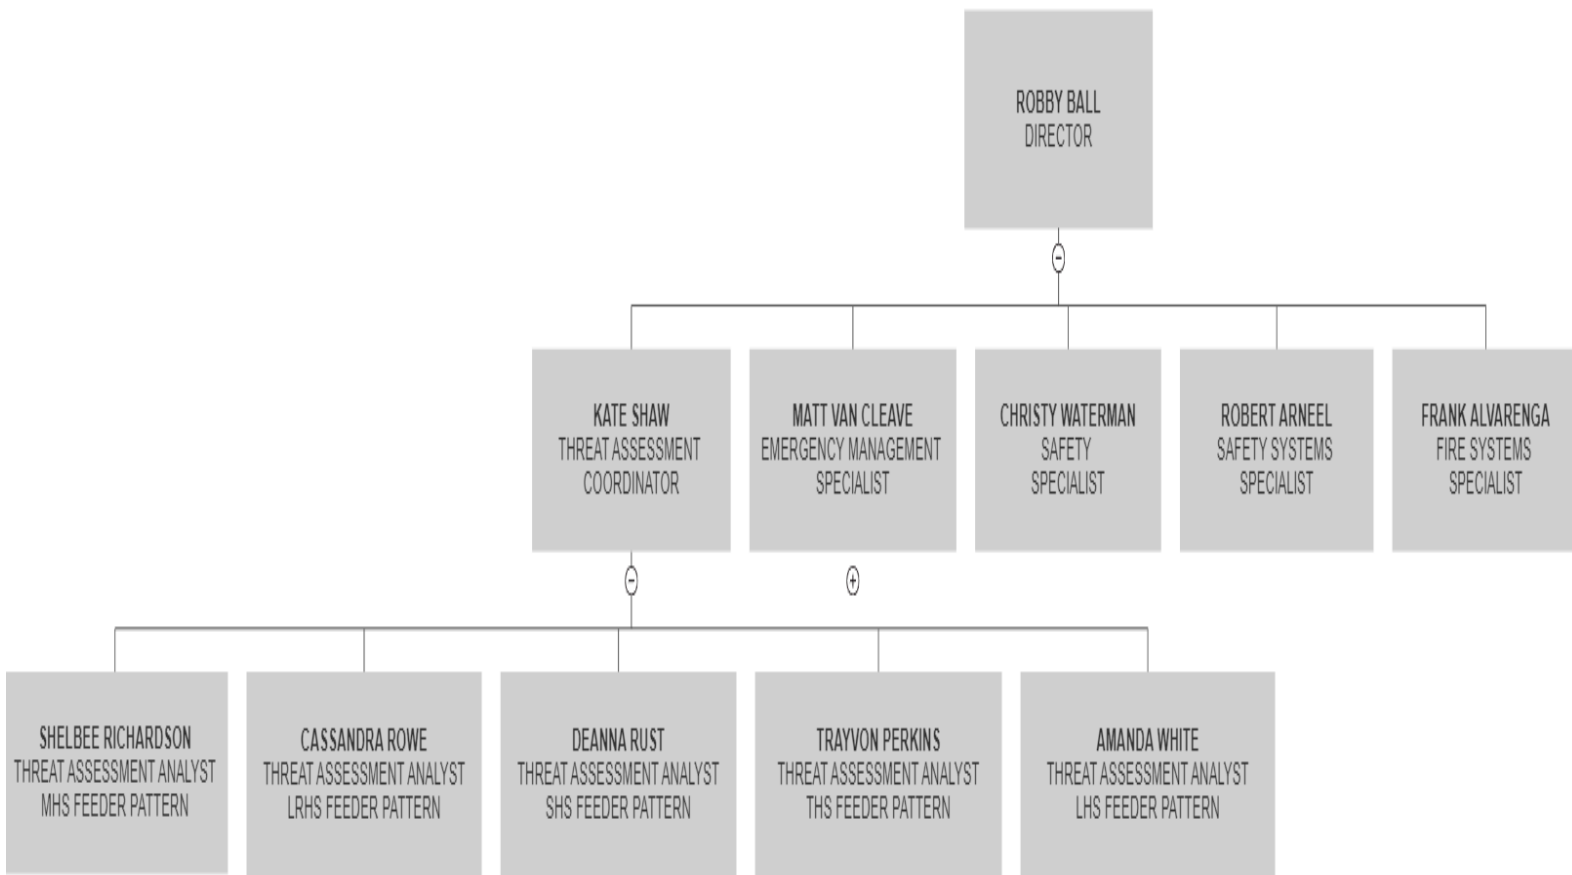 ROBBY BALL
DIRECTOR
KATE SHAW
THREAT ASSESSMENT
COORDINATOR
MATT VAN CLEAVE
EMERGENCY MANAGEMENT
SPECIALIST
CHRISTY WATERMAN
SAFETY
SPECIALIST
ROBERT ARNEEL
SAFETY SYSTEMS
SPECIALIST
FRANK ALVARENGA
FIRE SYSTEMS
SPECIALIST
SHELBEE RICHARDSON
THREAT ASSESSMENT ANALYST
MHS FEEDER PATTERN
CASSANDRA ROWE
THREAT ASSESSMENT ANALYST
LRHS FEEDER PATTERN
DEANNA RUST
THREAT ASSESSMENT ANALYST
SHS FEEDER PATTERN
TRAYVON PERKINS
THREAT ASSESSMENT ANALYST
THS FEEDER PATTERN
AMANDA WHITE
THREAT ASSESSMENT ANALYST
LHS FEEDER PATTERN